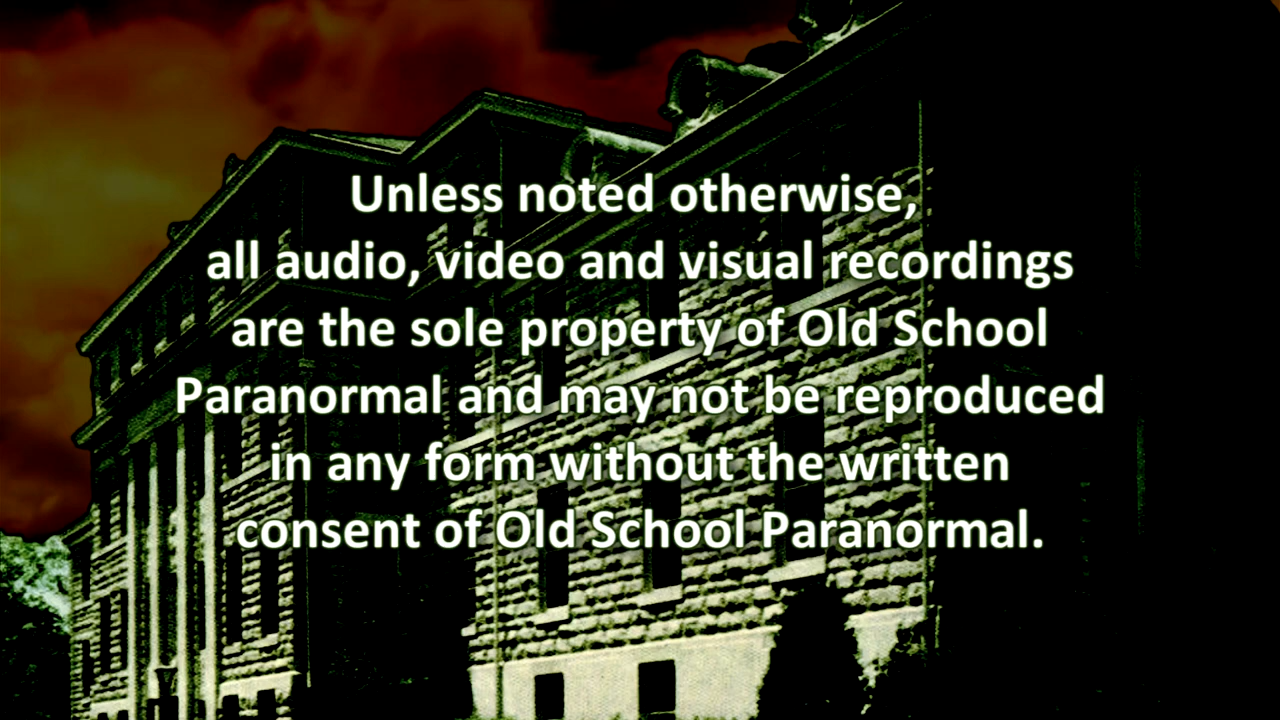 Unless noted otherwise,
all audio, video and visual recordings
are the sole property of Old School
Paranormal and may not be reproduced
in any form without the written
consent of Old School Paranormal.